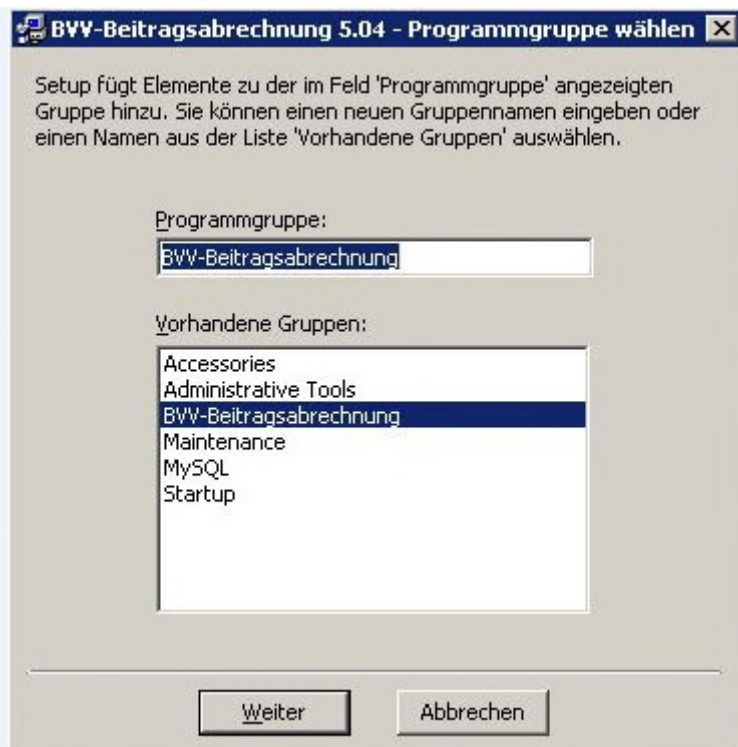 BVV-Beitragsabrechnung 5.04 - Programmgruppe wählen
Setup fügt Elemente zu der im Feld 'Programmgruppe' angezeigten
Gruppe hinzu. Sie können einen neuen Gruppennamen eingeben oder
einen Namen aus der Liste 'Vorhandene Gruppen' auswählen.
Programmgruppe:
BVV-Beitragsabrechnung
Vorhandene Gruppen:
Accessories
Administrative Tools
BVV-Beitragsabrechnung
Maintenance
MySQL
Startup
Weiter
Abbrechen